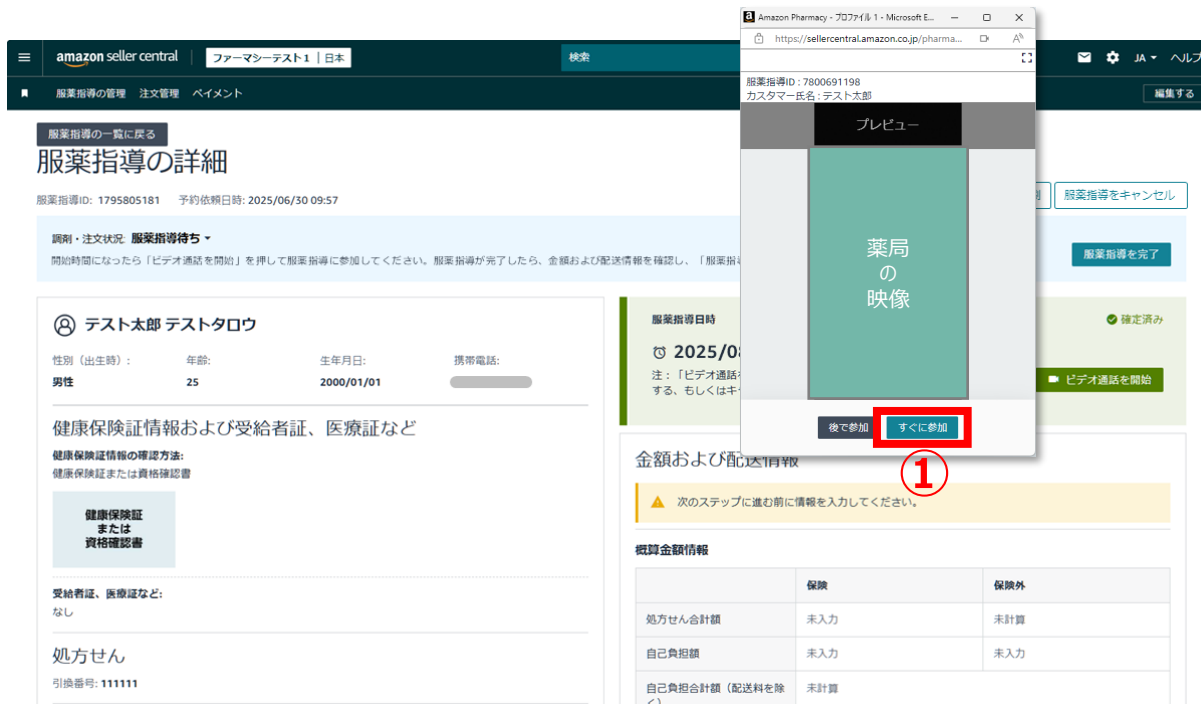 Amazon Pharmacy - プロファイル 1 - Microsoft E...
https://sellercentral.amazon.co.jp/pharma...
服薬指導ID : 7800691198
カスタマー氏名 : テスト太郎
プレビュー
薬局
の
映像
後で参加
すぐに参加
①
amazon seller central
ファーマシーテスト1 | 日本
検索
JA
ヘルプ
服薬指導の管理 注文管理 ペイメント
編集する
服薬指導の一覧に戻る
服薬指導の詳細
服薬指導ID: 1795805181 予約依頼日時: 2025/06/30 09:57
服薬指導をキャンセル
調剤・注文状況: 服薬指導待ち
開始時間になったら「ビデオ通話を開始」を押して服薬指導に参加してください。服薬指導が完了したら、金額および配送情報を確認し、「服薬指
服薬指導を完了
テスト太郎 テストタロウ
性別（出生時）: 年齢: 生年月日: 携帯電話:
男性 25 2000/01/01
健康保険証情報および受給者証、医療証など
健康保険証情報の確認方法:
健康保険証または資格確認書
健康保険証
または
資格確認書
受給者証、医療証など:
なし
処方せん
引換番号: 111111
服薬指導日時
確定済み
2025/0
注：「ビデオ通話
する、もしくはキ
ビデオ通話を開始
金額および配送情報
次のステップに進む前に情報を入力してください。
概算金額情報
保険 保険外
処方せん合計額 未入力 未計算
自己負担額 未入力 未入力
自己負担合計額（配送料を除
く） 未計算